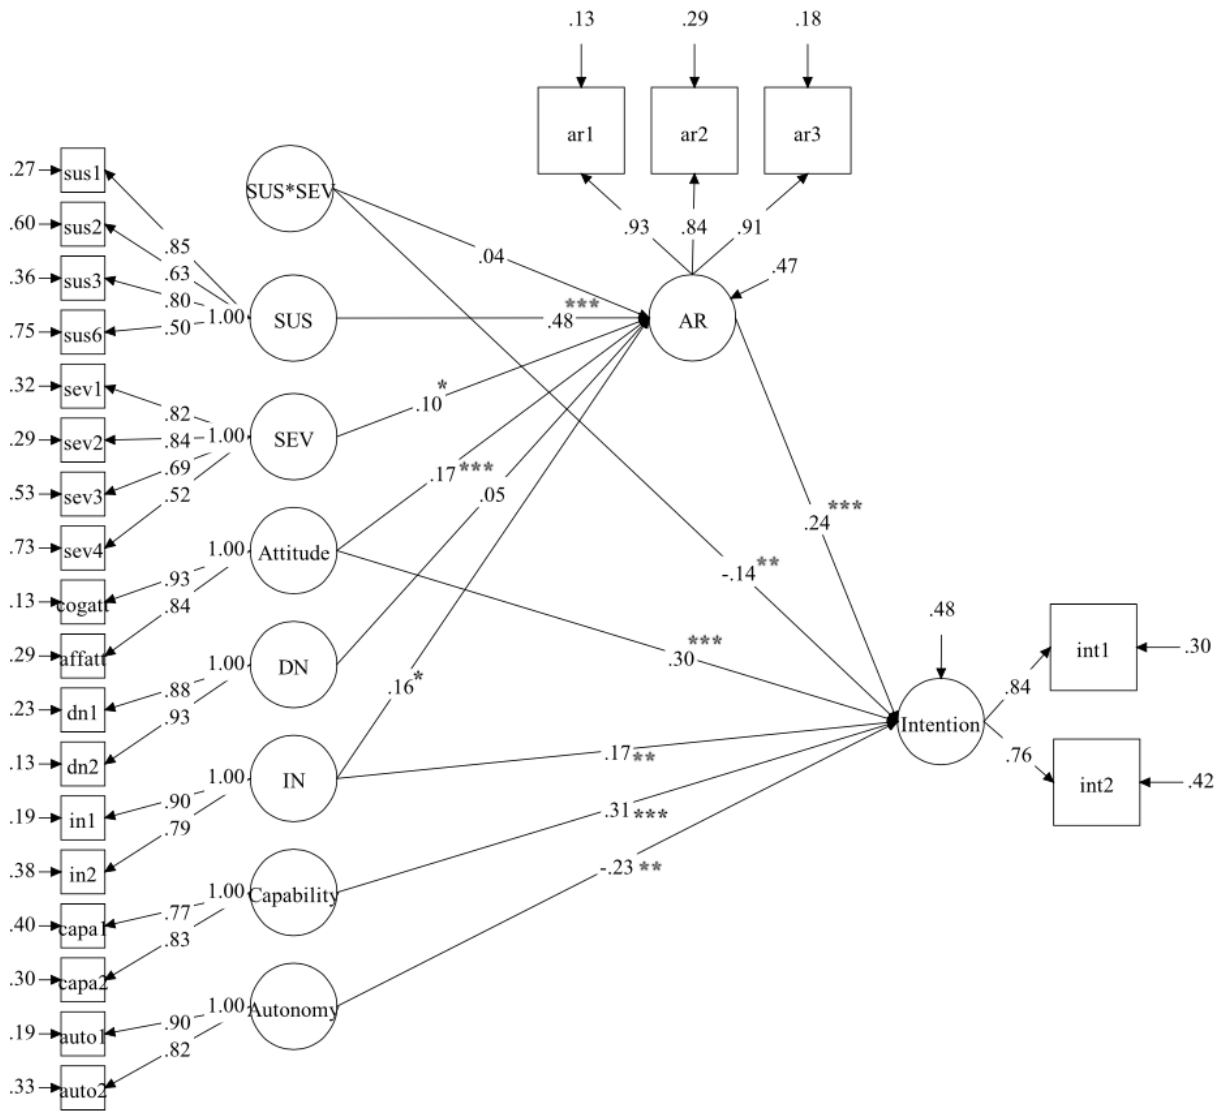 .13 .29 .18
ar1 ar2 ar3
.93 .84 .91
.27 sus1
.60 sus2
.36 sus3
.75 sus6
.32 sev1
.29 sev2
.53 sev3
.73 sev4
.13 cogatt
.29 affatt
.23 dn1
.13 dn2
.19 in1
.38 in2
.40 capa1
.30 capa2
.19 auto1
.33 auto2
.85
.63
.80
.50
.82
.84
.69
.52
.93
.84
.88
.93
.90
.79
.77
.83
.90
.82
SUS*SEV
1.00 SUS
1.00 SEV
1.00 Attitude
1.00 DN
1.00 IN
1.00 Capability
1.00 Autonomy
.04
.48***
.10*
.17***
.05
.16*
AR
.47
.24***
-.14**
.30***
.17**
.31***
-.23**
.48
Intention
.84
.76
int1 .30
int2 .42